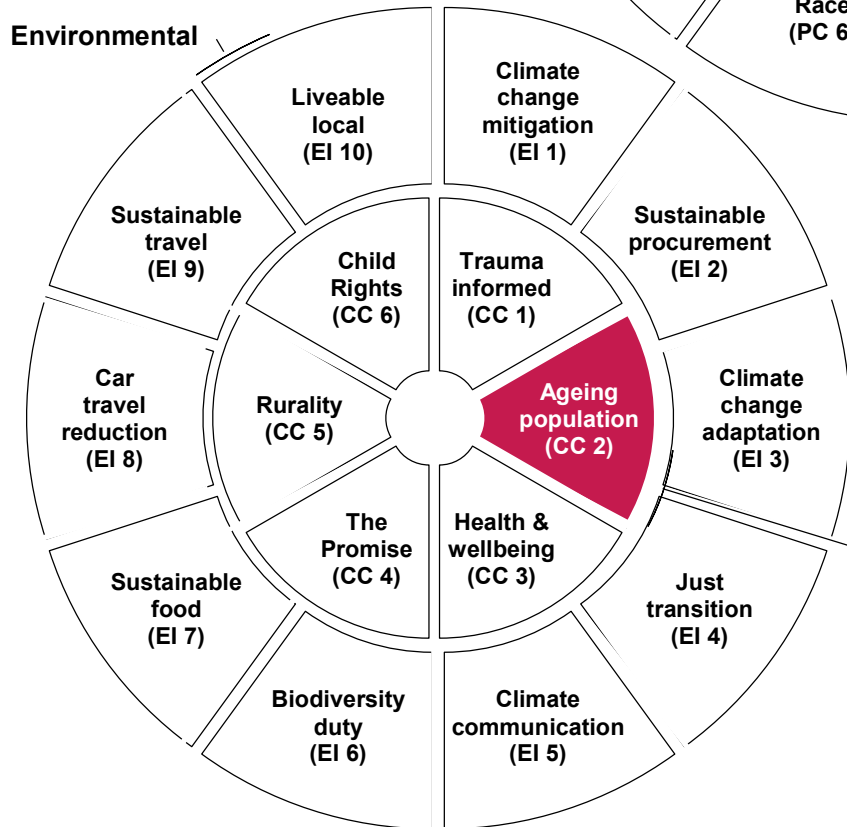 Environmental
Race
(PC 6
Liveable
local
(EI 10)
Climate
change
mitigation
(EI 1)
Sustainable
travel
(EI 9)
Sustainable
procurement
(EI 2)
Child
Rights
(CC 6)
Trauma
informed
(CC 1)
Car
travel
reduction
(EI 8)
Rurality
(CC 5)
Ageing
population
(CC 2)
Climate
change
adaptation
(EI 3)
The
Promise
(CC 4)
Health &
wellbeing
(CC 3)
Sustainable
food
(EI 7)
Just
transition
(EI 4)
Biodiversity
duty
(EI 6)
Climate
communication
(EI 5)